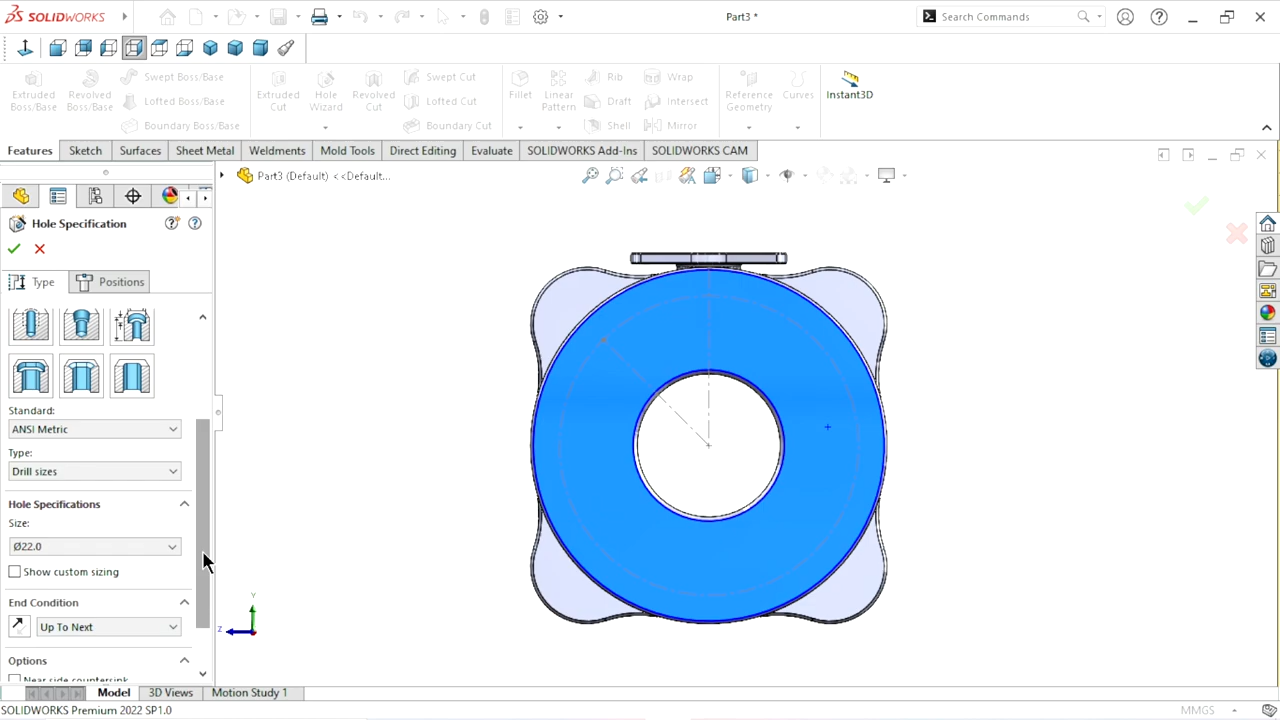 SOLIDWORKS
Part3 *
Search Commands
Extruded Boss/Base
Revolved Boss/Base
Swept Boss/Base
Lofted Boss/Base
Boundary Boss/Base
Extruded Cut
Hole Wizard
Revolved Cut
Swept Cut
Lofted Cut
Boundary Cut
Fillet
Linear Pattern
Rib
Draft
Shell
Wrap
Intersect
Mirror
Reference Geometry
Curves
Instant3D
Features
Sketch
Surfaces
Sheet Metal
Weldments
Mold Tools
Direct Editing
Evaluate
SOLIDWORKS Add-Ins
SOLIDWORKS CAM
Part3 (Default) <<Default...
Hole Specification
Type
Positions
Standard:
ANSI Metric
Type:
Drill sizes
Hole Specifications
Size:
Ø22.0
Show custom sizing
End Condition
Up To Next
Options
Near side countersink
Y
Z
Model
3D Views
Motion Study 1
SOLIDWORKS Premium 2022 SP1.0
MMGS